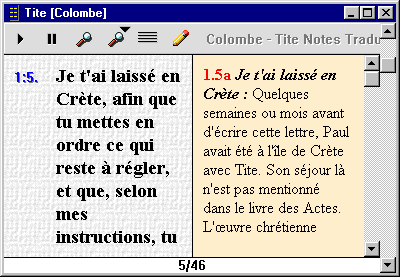 Tite [Colombe]
Colombe - Tite Notes Tradu
1:5. Je t'ai laissé en
Crète, afin que
tu mettes en
ordre ce qui
reste à régler,
et que, selon
mes
instructions, tu
1.5a Je t'ai laissé en
Crète : Quelques
semaines ou mois avant
d'écrire cette lettre, Paul
avait été à l'île de Crète
avec Tite. Son séjour là
n'est pas mentionné
dans le livre des Actes.
L'œuvre chrétienne
5/46